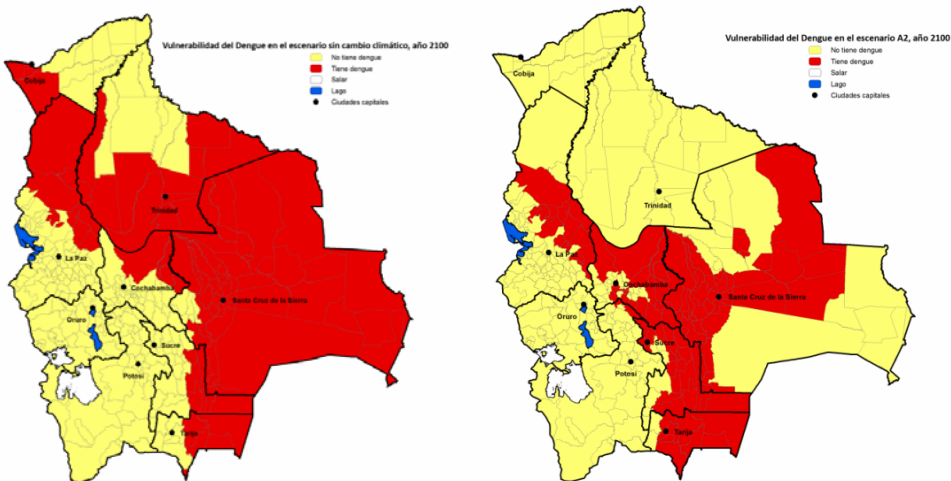 Vulnerabilidad del Dengue en el escenario sin cambio climático, año 2100
No tiene dengue
Tiene dengue
Salar
Lago
Ciudades capitales
Cobija
Trinidad
La Paz
Cochabamba
Santa Cruz de la Sierra
Oruro
Sucre
Potosí
Tarija
Vulnerabilidad del Dengue en el escenario A2, año 2100
No tiene dengue
Tiene dengue
Salar
Lago
Ciudades capitales
Cobija
Trinidad
La Paz
Cochabamba
Santa Cruz de la Sierra
Oruro
Sucre
Potosí
Tarija